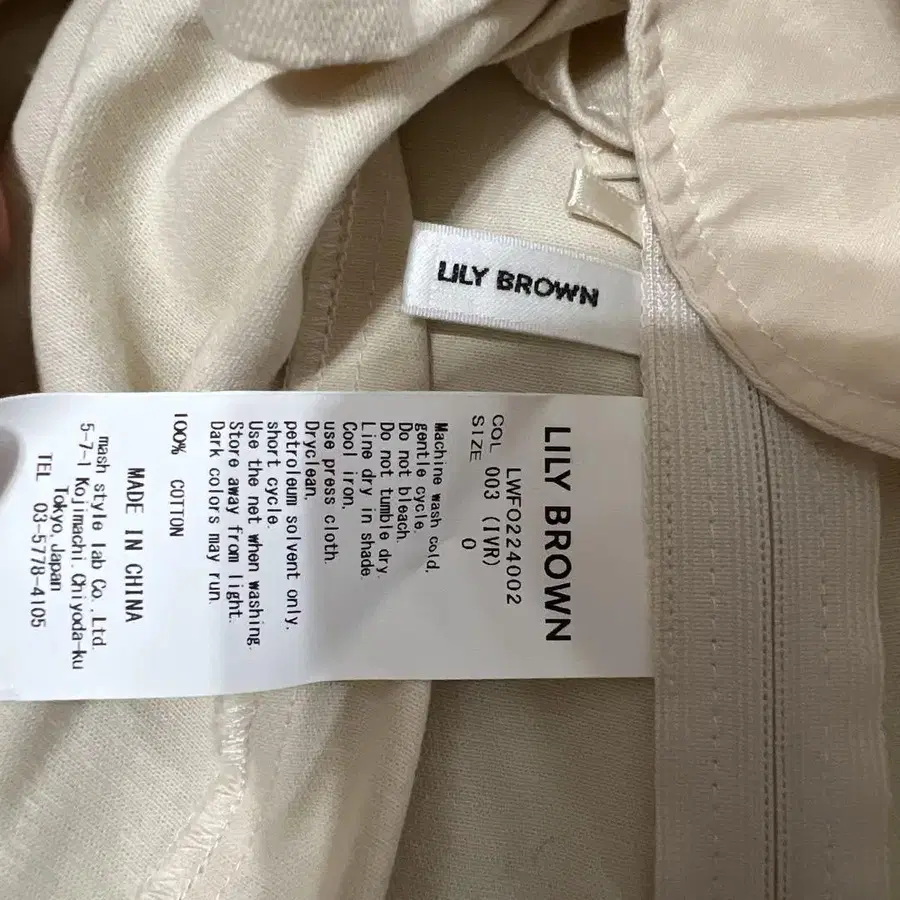 LILY BROWN
LILY BROWN
LWFO224002
COL 003 (IVR)
SIZE 0
Machine wash cold,
gentle cycle.
Do not bleach.
Do not tumble dry.
Line dry in shade.
Cool iron,
use press cloth.
Dryclean,
petroleum solvent only.
short cycle.
Use the net when washing.
Store away from light.
Dark colors may run.
100% COTTON
MADE IN CHINA
mash style lab Co.,Ltd.
5-7-1 Kojimachi,Chiyoda-ku
Tokyo,Japan
TEL 03-5778-4105